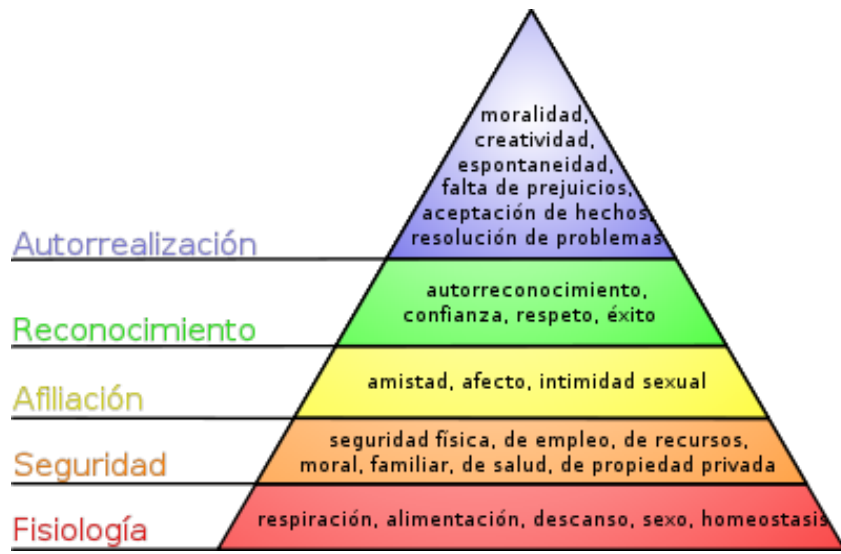 moralidad,
creatividad,
espontaneidad,
falta de prejuicios,
aceptación de hechos,
resolución de problemas
Autorrealización
autorreconocimiento,
confianza, respeto, éxito
Reconocimiento
amistad, afecto, intimidad sexual
Afiliación
seguridad física, de empleo, de recursos,
moral, familiar, de salud, de propiedad privada
Seguridad
respiración, alimentación, descanso, sexo, homeostasis
Fisiología